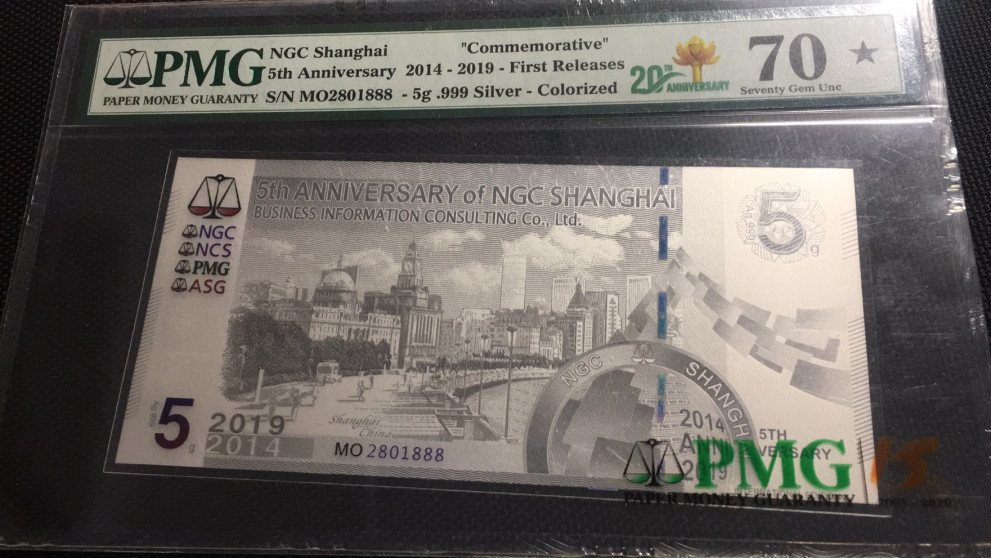 PMG
PAPER MONEY GUARANTY
NGC Shanghai "Commemorative"
5th Anniversary 2014 - 2019 - First Releases
S/N MO2801888 - 5g .999 Silver - Colorized
20TH ANNIVERSARY
70 ★
Seventy Gem Unc
5th ANNIVERSARY of NGC SHANGHAI
BUSINESS INFORMATION CONSULTING Co., Ltd.
NGC
NCS
PMG
ASG
Ag 999
5 g
NGC SHANGH
2014
5TH
ANNIVERSARY
2019
5 g
2019
2014
Shanghai
China
MO 2801888
PMG
PAPER MONEY GUARANTY
15
2005 - 2020